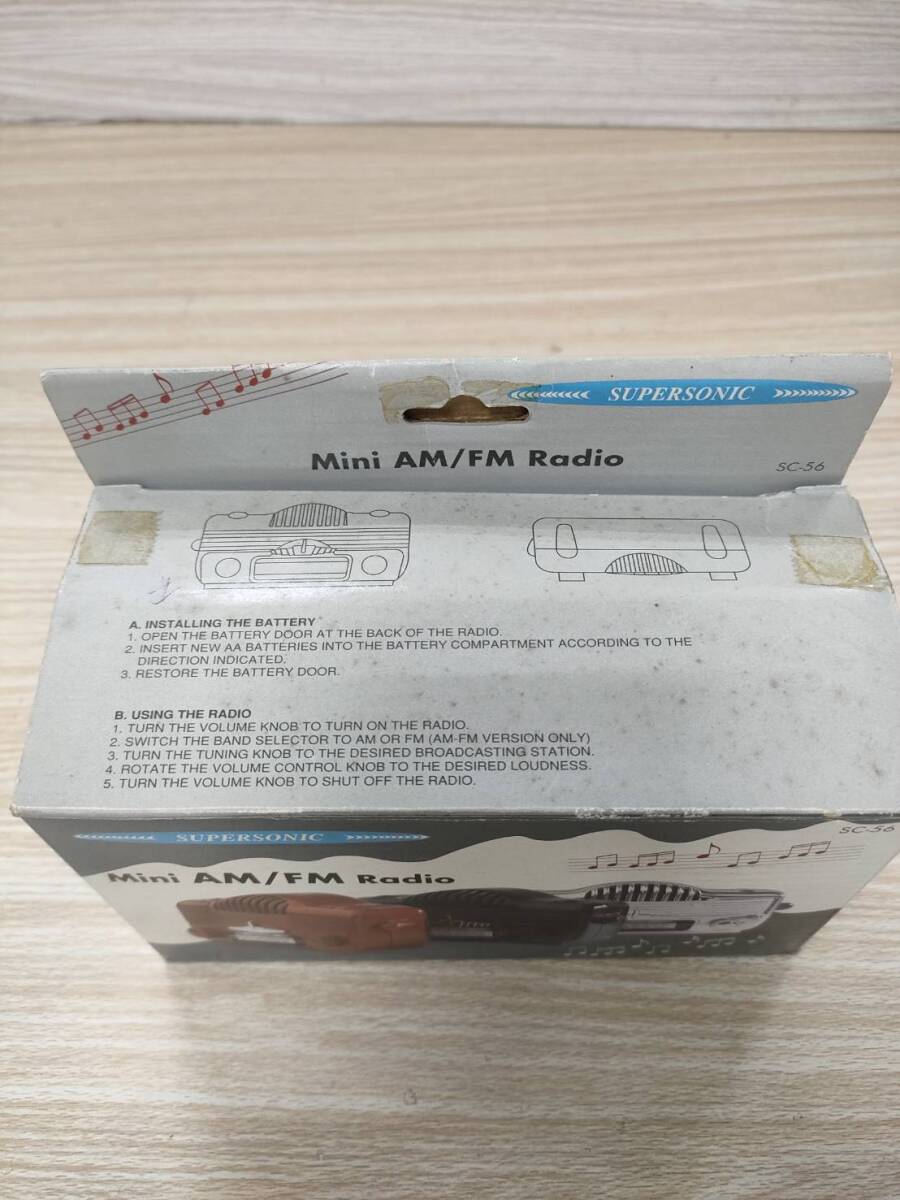 SUPERSONIC
Mini AM/FM Radio
SC-56
A. INSTALLING THE BATTERY
1. OPEN THE BATTERY DOOR AT THE BACK OF THE RADIO.
2. INSERT NEW AA BATTERIES INTO THE BATTERY COMPARTMENT ACCORDING TO THE
DIRECTION INDICATED.
3. RESTORE THE BATTERY DOOR.
B. USING THE RADIO
1. TURN THE VOLUME KNOB TO TURN ON THE RADIO.
2. SWITCH THE BAND SELECTOR TO AM OR FM (AM-FM VERSION ONLY)
3. TURN THE TUNING KNOB TO THE DESIRED BROADCASTING STATION.
4. ROTATE THE VOLUME CONTROL KNOB TO THE DESIRED LOUDNESS.
5. TURN THE VOLUME KNOB TO SHUT OFF THE RADIO.
SUPERSONIC
SC-56
Mini AM/FM Radio